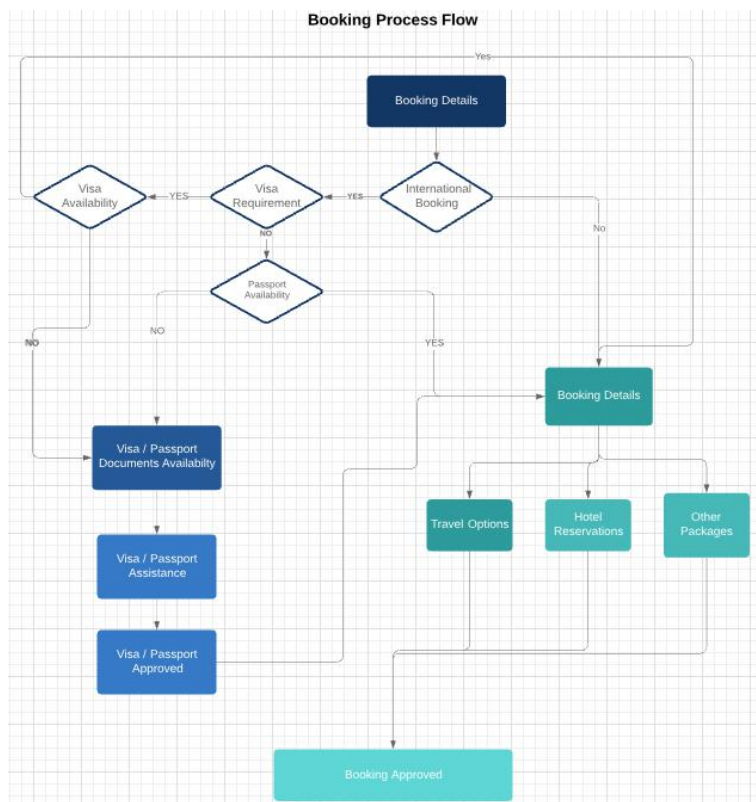 Booking Process Flow
Yes
Booking Details
Visa
Availability
YES
Visa
Requirement
YES
International
Booking
No
NO
Passport
Availability
NO
NO
YES
Booking Details
Visa / Passport
Documents Availabilty
Travel Options
Hotel
Reservations
Other
Packages
Visa / Passport
Assistance
Visa / Passport
Approved
Booking Approved